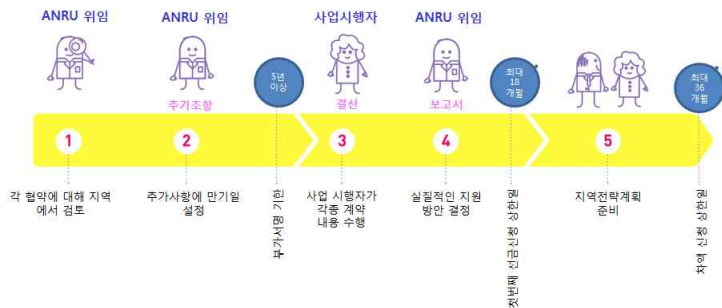 ANRU 위임
ANRU 위임
사업시행자
ANRU 위임
5년
이상
최대
18
개월
최대
36
개월
추가조항
결산
보고서
1
2
3
4
5
각 협약에 대해 지역
에서 검토
추가사항에 만기일
설정
부가서명 기한
사업 시행자가
각종 계약
내용 수행
실질적인 지원
방안 결정
첫번째 선금신청 상한원
지역전략계획
준비
차액 신청 상한원